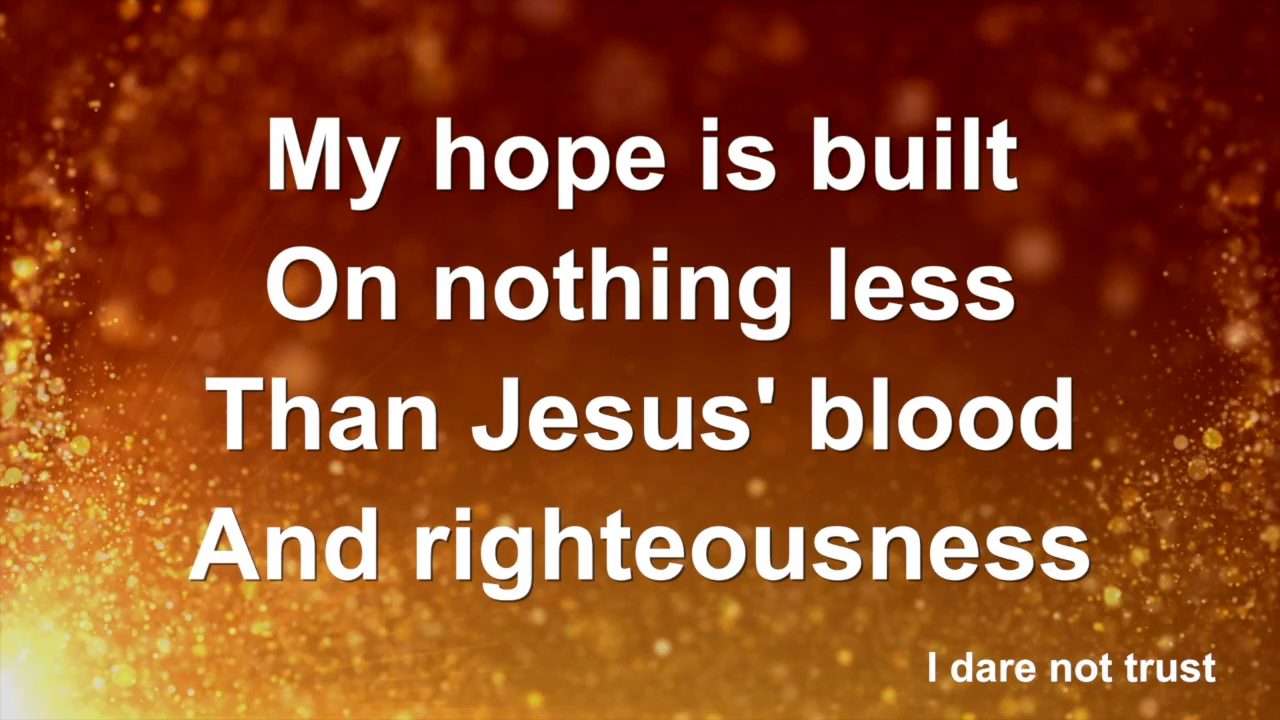 My hope is built
On nothing less
Than Jesus' blood
And righteousness
I dare not trust